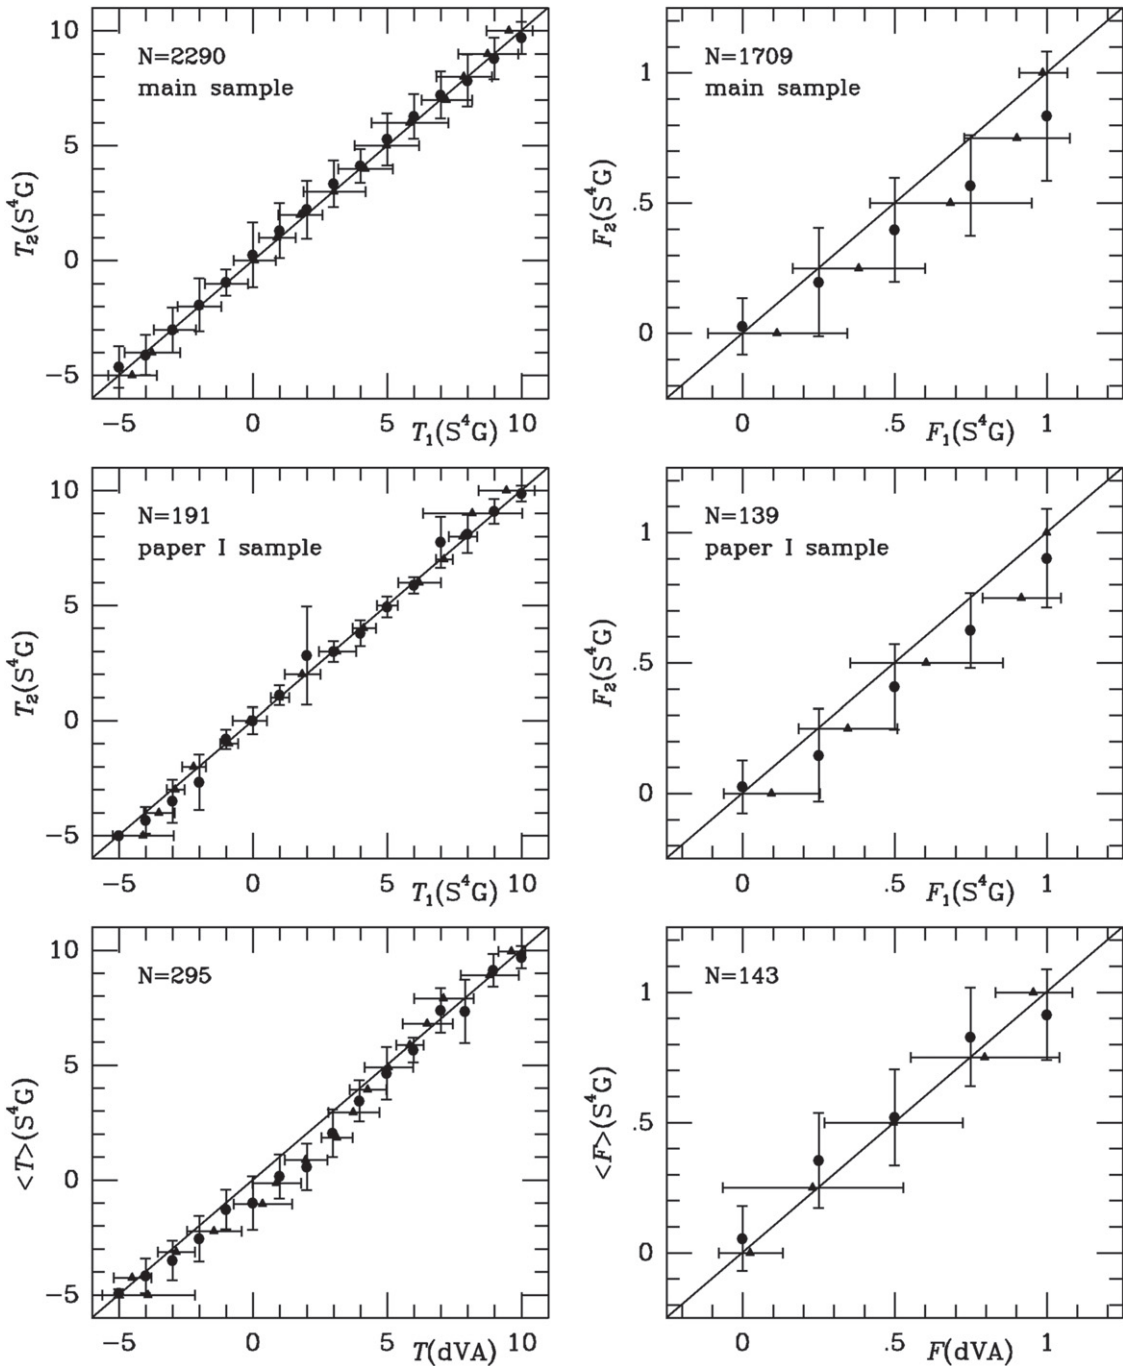 N=2290
main sample
10
5
0
−5
T₂(S⁴G)
−5 0 5 10
T₁(S⁴G)
N=1709
main sample
1
.5
0
F₂(S⁴G)
0 .5 1
F₁(S⁴G)
N=191
paper I sample
10
5
0
−5
T₂(S⁴G)
−5 0 5 10
T₁(S⁴G)
N=139
paper I sample
1
.5
0
F₂(S⁴G)
0 .5 1
F₁(S⁴G)
N=295
10
5
0
−5
<T>(S⁴G)
−5 0 5 10
T(dVA)
N=143
1
.5
0
<F>(S⁴G)
0 .5 1
F(dVA)